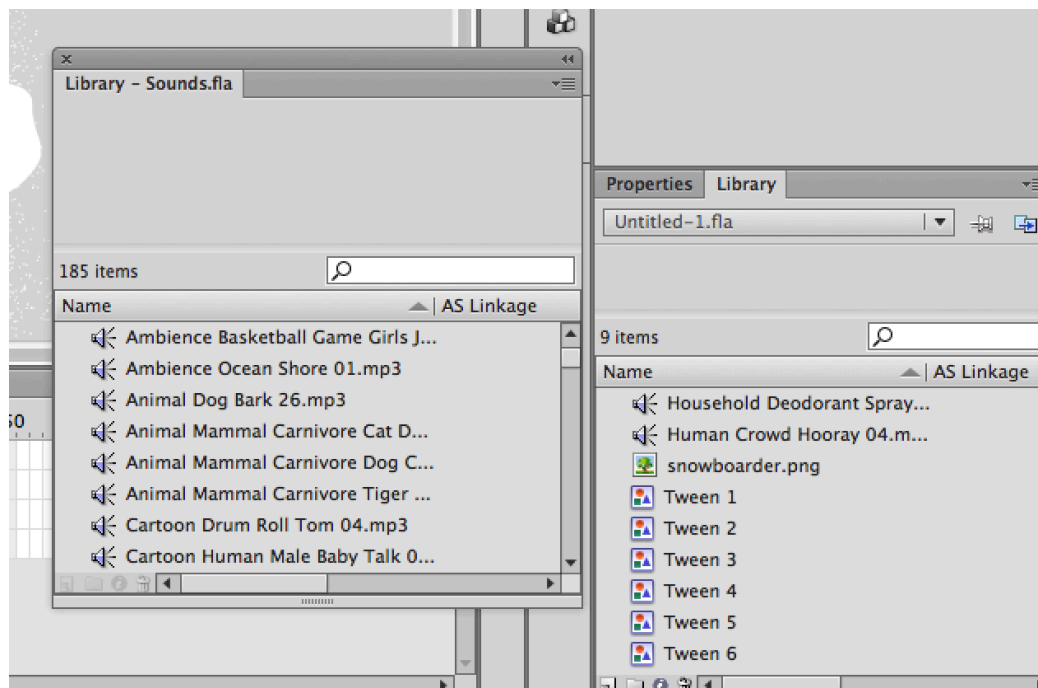 Library – Sounds.fla
185 items
Name
AS Linkage
Ambience Basketball Game Girls J...
Ambience Ocean Shore 01.mp3
Animal Dog Bark 26.mp3
Animal Mammal Carnivore Cat D...
Animal Mammal Carnivore Dog C...
Animal Mammal Carnivore Tiger ...
Cartoon Drum Roll Tom 04.mp3
Cartoon Human Male Baby Talk 0...
Properties
Library
Untitled-1.fla
9 items
Name
AS Linkage
Household Deodorant Spray...
Human Crowd Hooray 04.m...
snowboarder.png
Tween 1
Tween 2
Tween 3
Tween 4
Tween 5
Tween 6